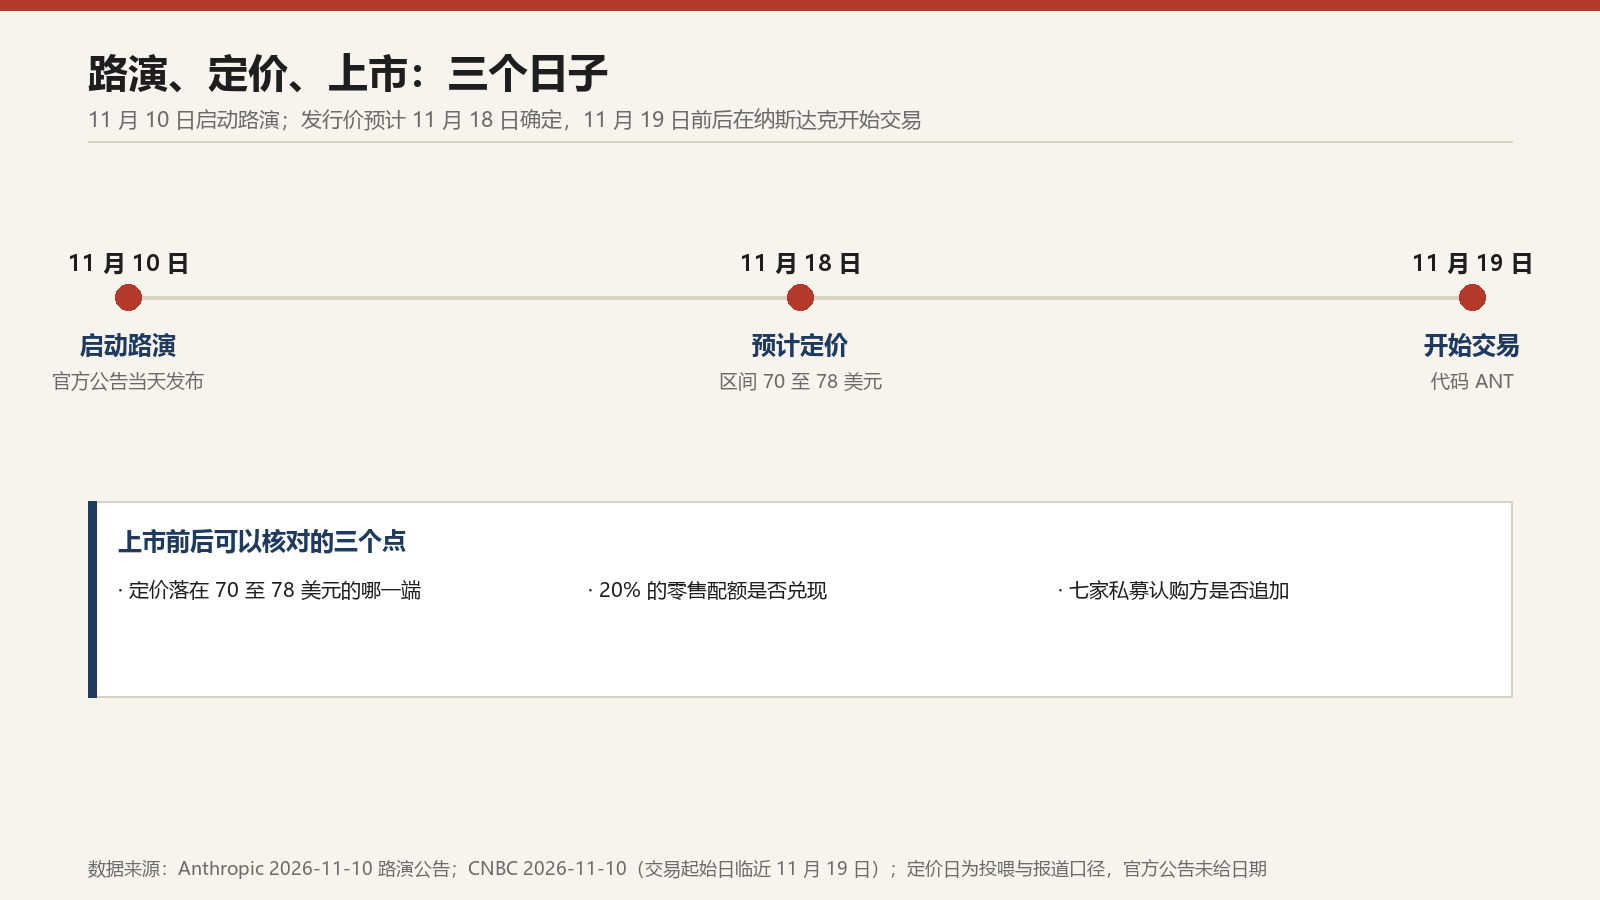 路演、定价、上市：三个日子
11 月 10 日启动路演；发行价预计 11 月 18 日确定，11 月 19 日前后在纳斯达克开始交易
11 月 10 日
11 月 18 日
11 月 19 日
启动路演
预计定价
开始交易
官方公告当天发布
区间 70 至 78 美元
代码 ANT
上市前后可以核对的三个点
· 定价落在 70 至 78 美元的哪一端
· 20% 的零售配额是否兑现
· 七家私募认购方是否追加
数据来源：Anthropic 2026-11-10 路演公告；CNBC 2026-11-10（交易起始日临近 11 月 19 日）；定价日为投喂与报道口径，官方公告未给日期